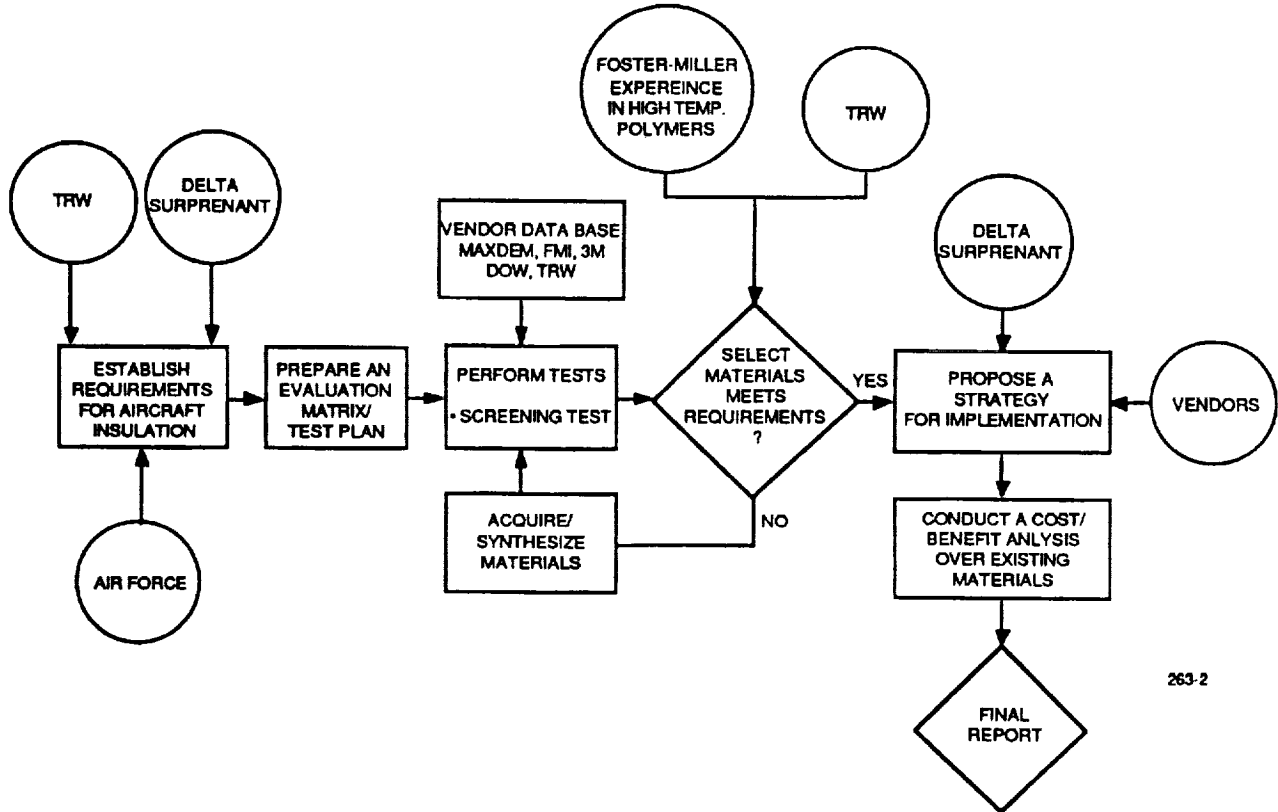 FOSTER-MILLER
EXPEREINCE
IN HIGH TEMP.
POLYMERS
TRW
TRW
DELTA
SURPRENANT
VENDOR DATA BASE
MAXDEM, FMI, 3M
DOW, TRW
DELTA
SURPRENANT
ESTABLISH
REQUIREMENTS
FOR AIRCRAFT
INSULATION
PREPARE AN
EVALUATION
MATRIX/
TEST PLAN
PERFORM TESTS
• SCREENING TEST
SELECT
MATERIALS
MEETS
REQUIREMENTS
?
YES
PROPOSE A
STRATEGY
FOR IMPLEMENTATION
VENDORS
AIR FORCE
ACQUIRE/
SYNTHESIZE
MATERIALS
NO
CONDUCT A COST/
BENEFIT ANLYSIS
OVER EXISTING
MATERIALS
263-2
FINAL
REPORT